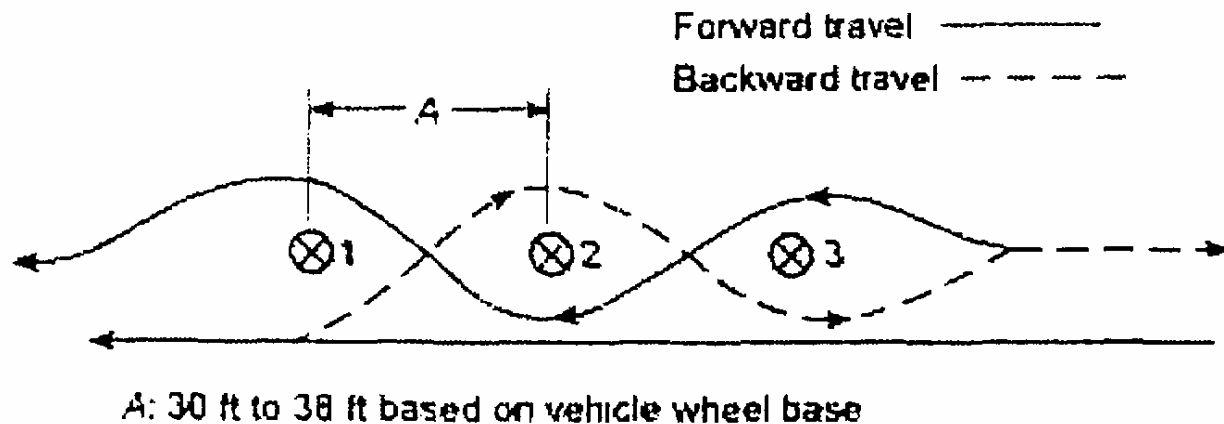 Forward travel
Backward travel
A
1 2 3
A: 30 ft to 38 ft based on vehicle wheel base